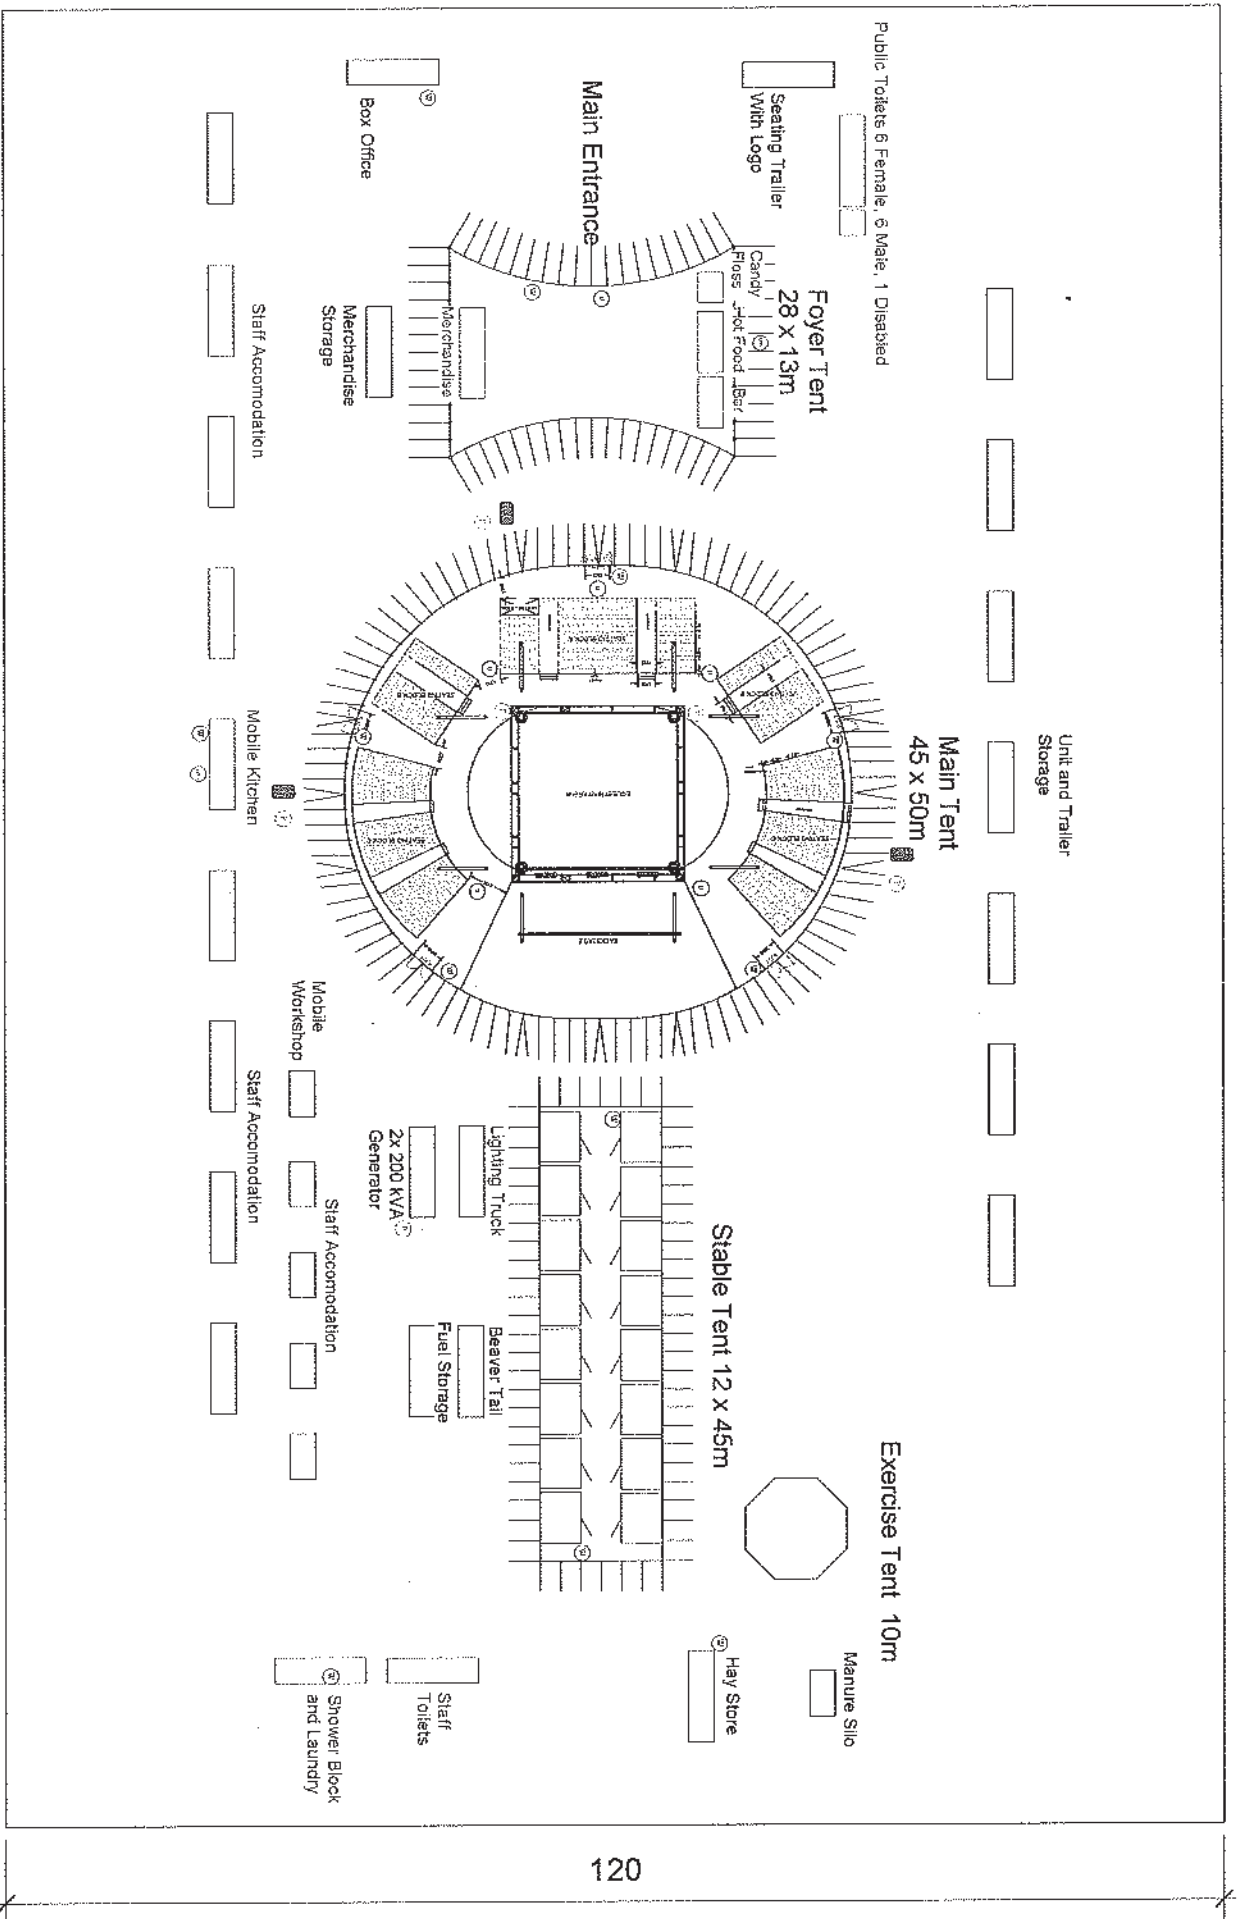 Public Toilets 6 Female, 6 Male, 1 Disabled
Seating Trailer
With Logo
Main Entrance
Box Office
Foyer Tent
28 x 13m
Candy
Floss
Hot Food
Bar
Merchandise
Merchandise
Storage
Staff Accomodation
Unit and Trailer
Storage
Main Tent
45 x 50m
Mobile Kitchen
Mobile
Workshop
Staff Accomodation
Staff Accomodation
Lighting Truck
2x 200 kVA
Generator
Beaver Tail
Fuel Storage
Stable Tent 12 x 45m
Exercise Tent 10m
Manure Silo
Hay Store
Staff
Toilets
Shower Block
and Laundry
120